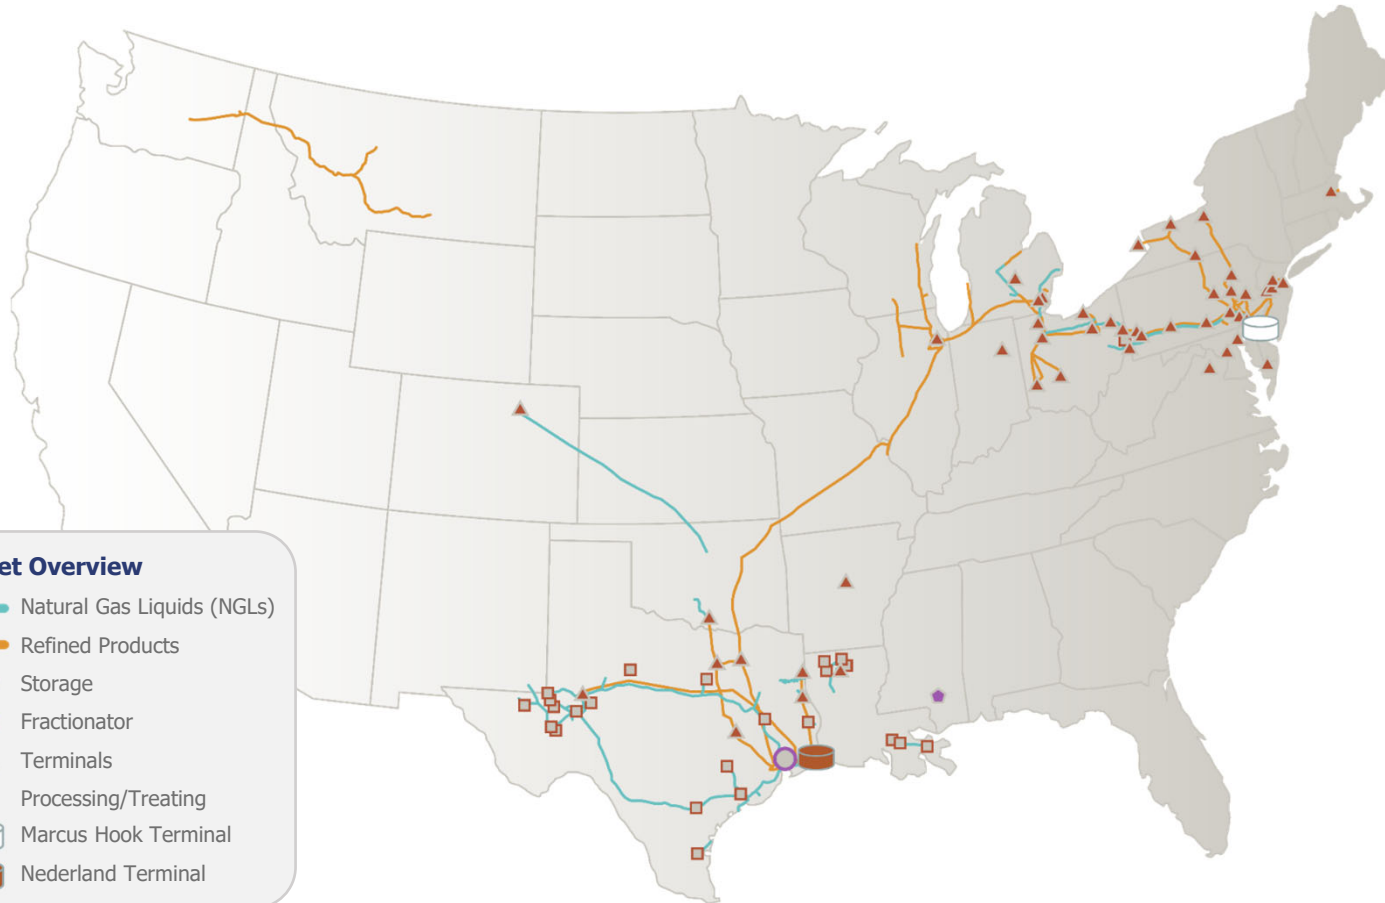 et Overview
Natural Gas Liquids (NGLs)
Refined Products
Storage
Fractionator
Terminals
Processing/Treating
Marcus Hook Terminal
Nederland Terminal